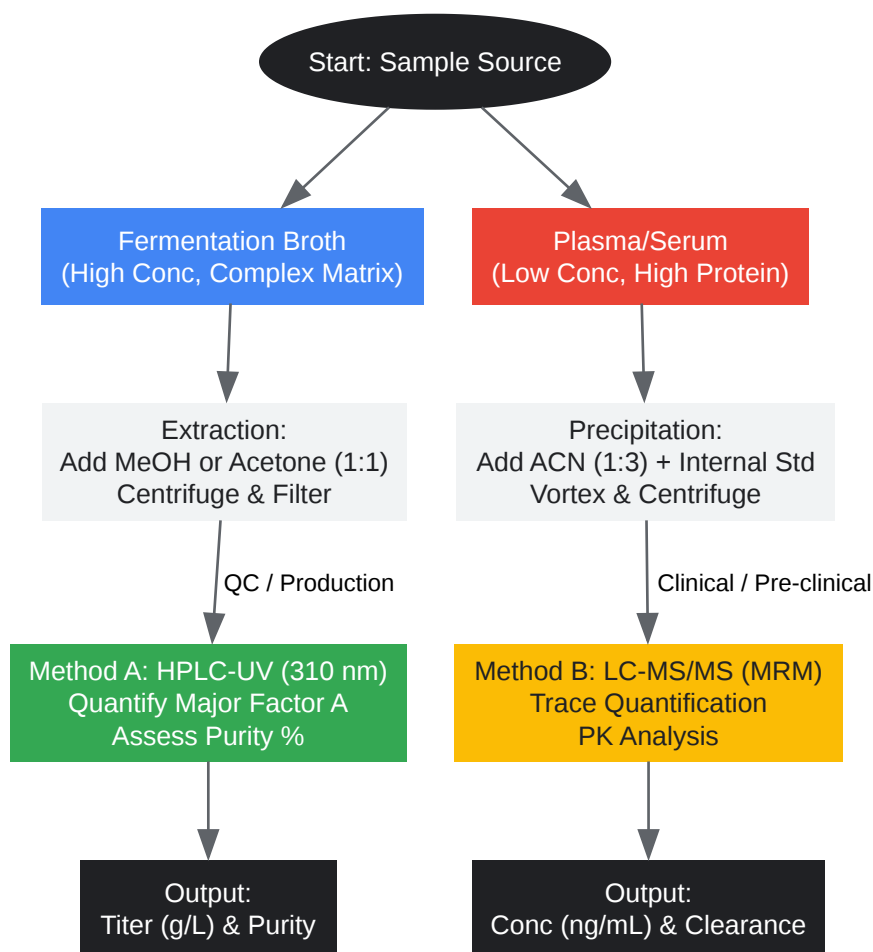 Start: Sample Source
Fermentation Broth
(High Conc, Complex Matrix)
Plasma/Serum
(Low Conc, High Protein)
Extraction:
Add MeOH or Acetone (1:1)
Centrifuge & Filter
Precipitation:
Add ACN (1:3) + Internal Std
Vortex & Centrifuge
QC / Production
Clinical / Pre-clinical
Method A: HPLC-UV (310 nm)
Quantify Major Factor A
Assess Purity %
Method B: LC-MS/MS (MRM)
Trace Quantification
PK Analysis
Output:
Titer (g/L) & Purity
Output:
Conc (ng/mL) & Clearance